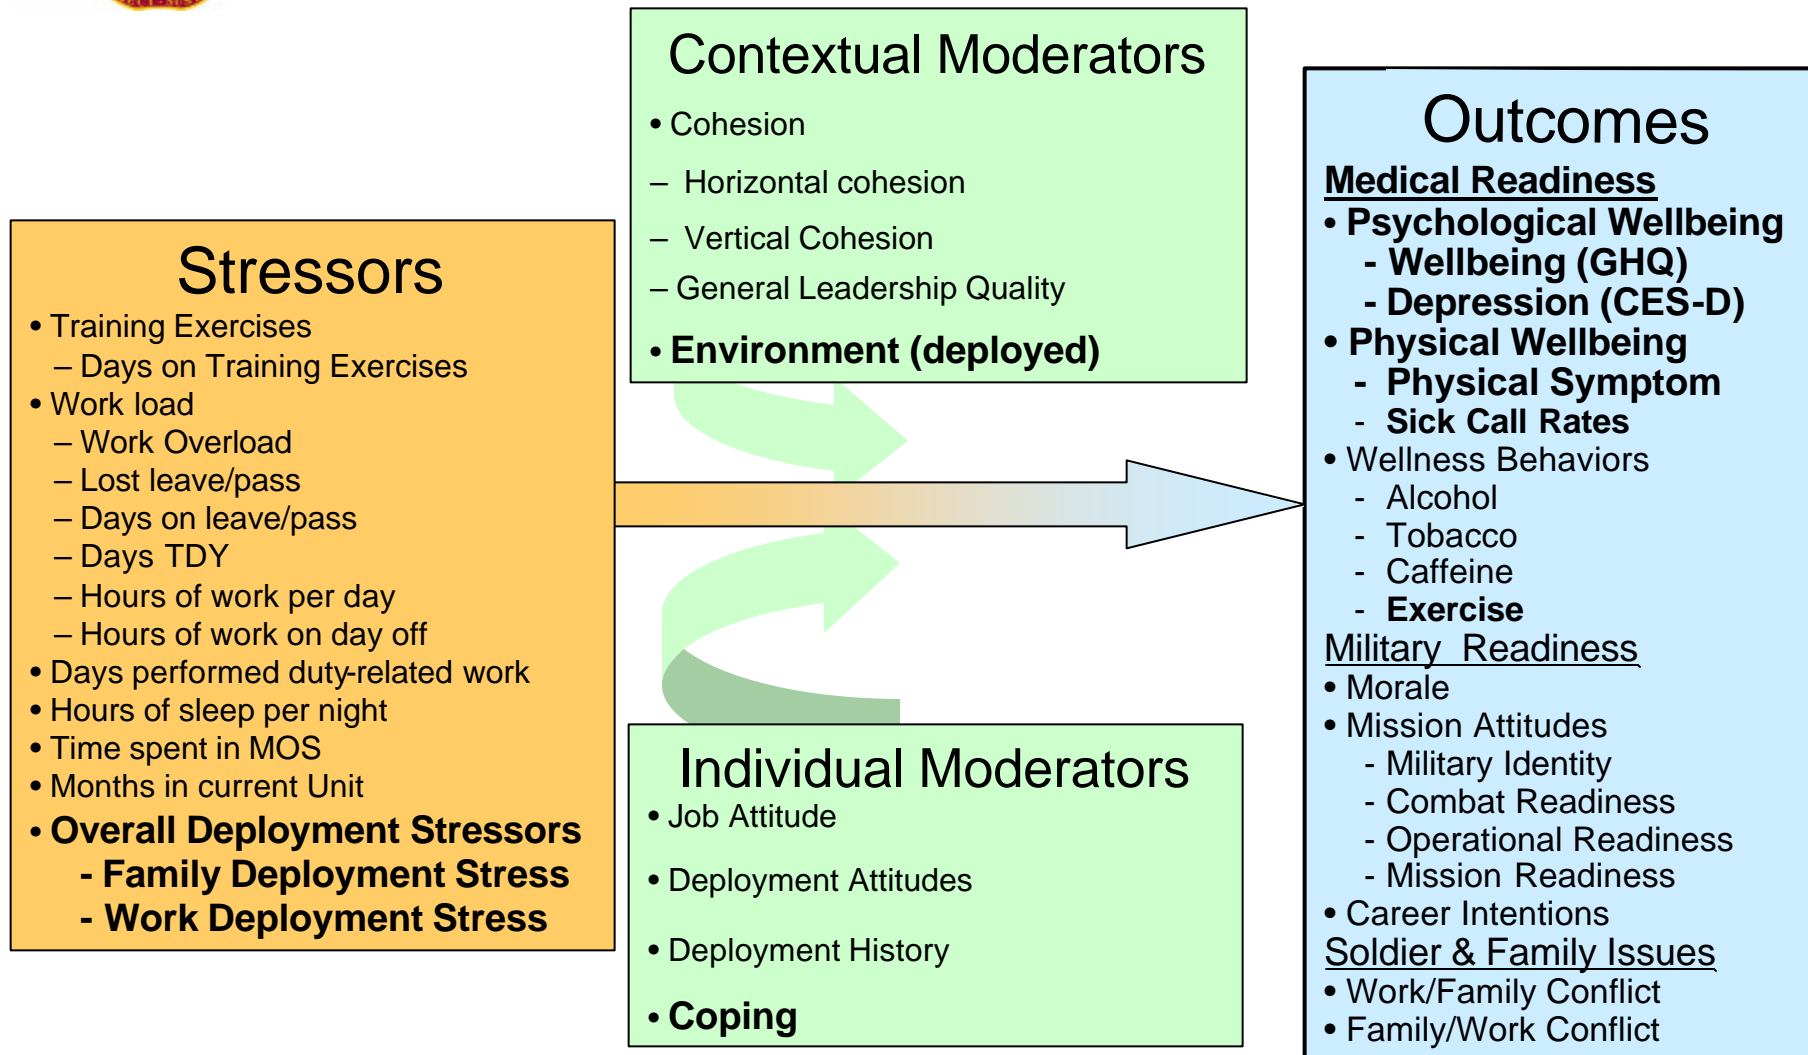 Contextual Moderators
• Cohesion
– Horizontal cohesion
– Vertical Cohesion
– General Leadership Quality
• Environment (deployed)
Stressors
• Training Exercises
– Days on Training Exercises
• Work load
– Work Overload
– Lost leave/pass
– Days on leave/pass
– Days TDY
– Hours of work per day
– Hours of work on day off
• Days performed duty-related work
• Hours of sleep per night
• Time spent in MOS
• Months in current Unit
• Overall Deployment Stressors
- Family Deployment Stress
- Work Deployment Stress
Individual Moderators
• Job Attitude
• Deployment Attitudes
• Deployment History
• Coping
Outcomes
Medical Readiness
• Psychological Wellbeing
- Wellbeing (GHQ)
- Depression (CES-D)
• Physical Wellbeing
- Physical Symptom
- Sick Call Rates
• Wellness Behaviors
- Alcohol
- Tobacco
- Caffeine
- Exercise
Military Readiness
• Morale
• Mission Attitudes
- Military Identity
- Combat Readiness
- Operational Readiness
- Mission Readiness
• Career Intentions
Soldier & Family Issues
• Work/Family Conflict
• Family/Work Conflict